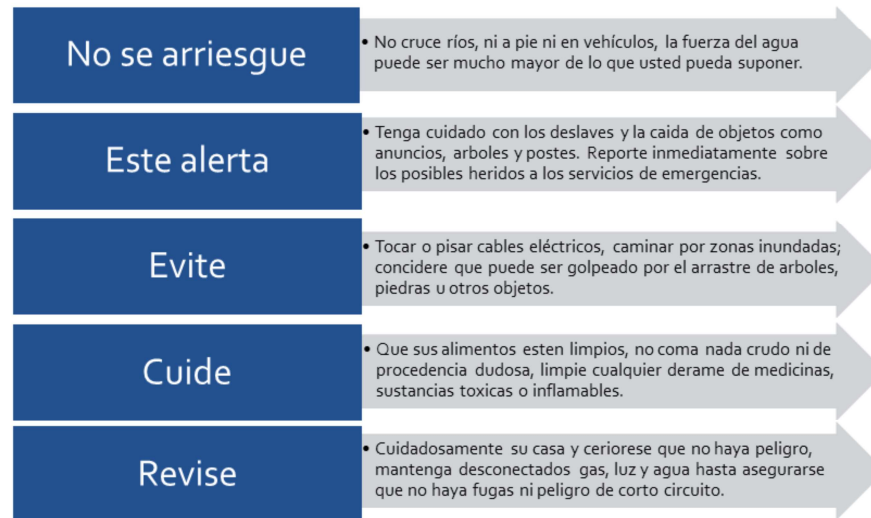 No se arriesgue
• No cruce ríos, ni a pie ni en vehículos, la fuerza del agua
puede ser mucho mayor de lo que usted pueda suponer.
Este alerta
• Tenga cuidado con los deslaves y la caida de objetos como
anuncios, arboles y postes. Reporte inmediatamente sobre
los posibles heridos a los servicios de emergencias.
Evite
• Tocar o pisar cables eléctricos, caminar por zonas inundadas;
concidere que puede ser golpeado por el arrastre de arboles,
piedras u otros objetos.
Cuide
• Que sus alimentos esten limpios, no coma nada crudo ni de
procedencia dudosa, limpie cualquier derame de medicinas,
sustancias toxicas o inflamables.
Revise
• Cuidadosamente su casa y ceriorese que no haya peligro,
mantenga desconectados gas, luz y agua hasta asegurarse
que no haya fugas ni peligro de corto circuito.